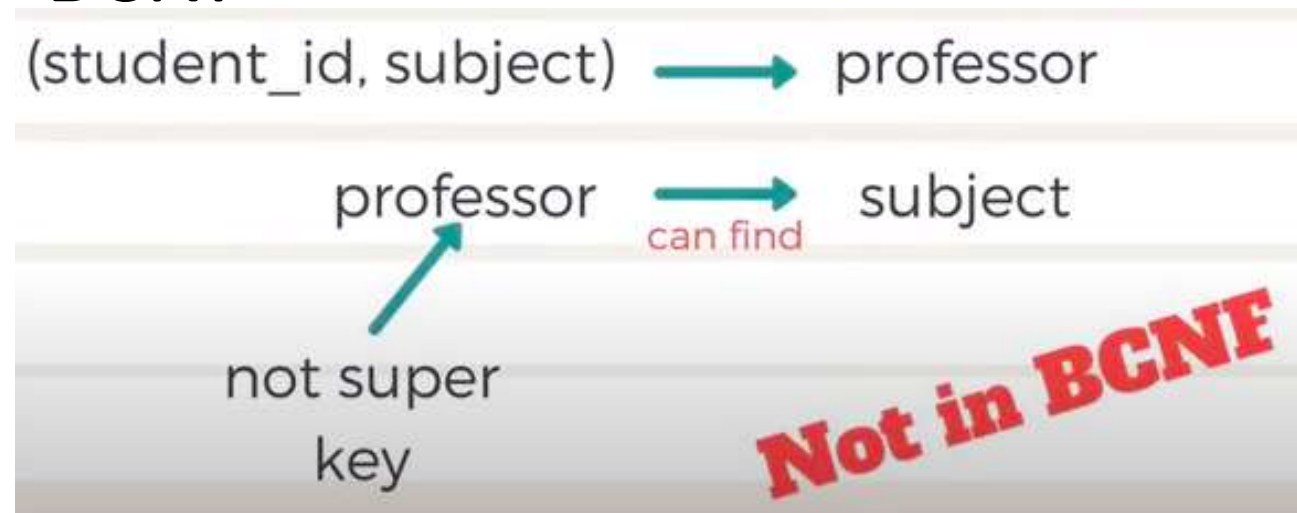 (student_id, subject) professor
professor subject
can find
not super
key
Not in BCNF